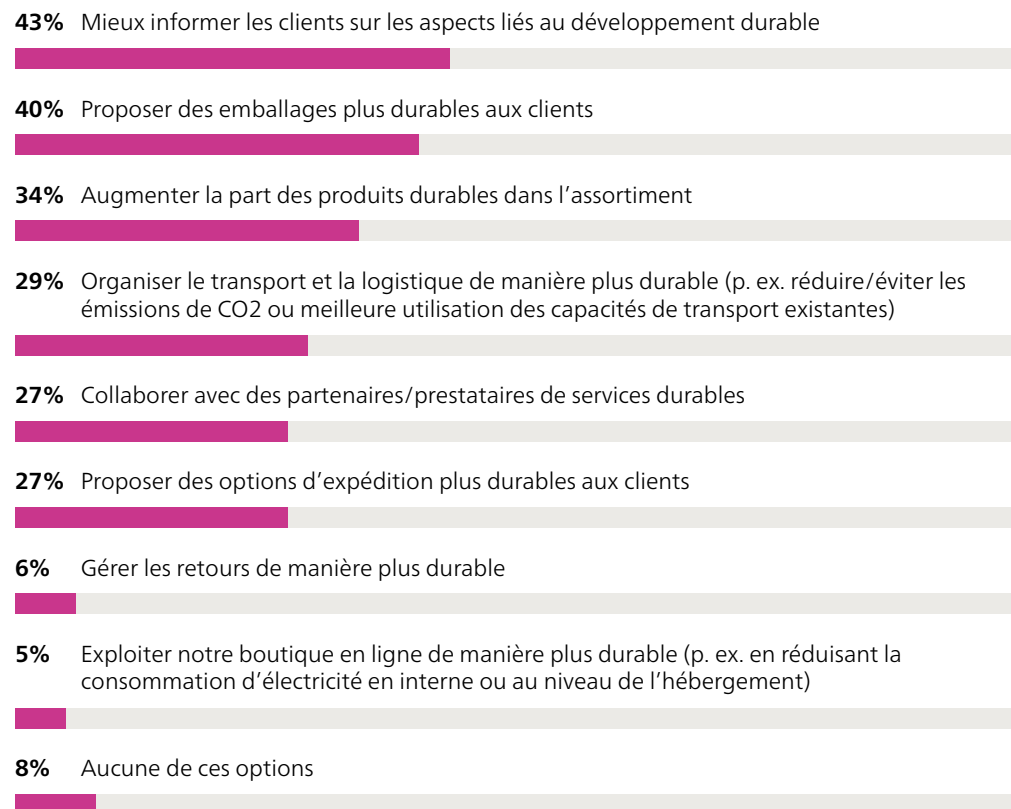 43% Mieux informer les clients sur les aspects liés au développement durable
40% Proposer des emballages plus durables aux clients
34% Augmenter la part des produits durables dans l’assortiment
29% Organiser le transport et la logistique de manière plus durable (p. ex. réduire/éviter les
émissions de CO2 ou meilleure utilisation des capacités de transport existantes)
27% Collaborer avec des partenaires/prestataires de services durables
27% Proposer des options d’expédition plus durables aux clients
6% Gérer les retours de manière plus durable
5% Exploiter notre boutique en ligne de manière plus durable (p. ex. en réduisant la
consommation d’électricité en interne ou au niveau de l’hébergement)
8% Aucune de ces options